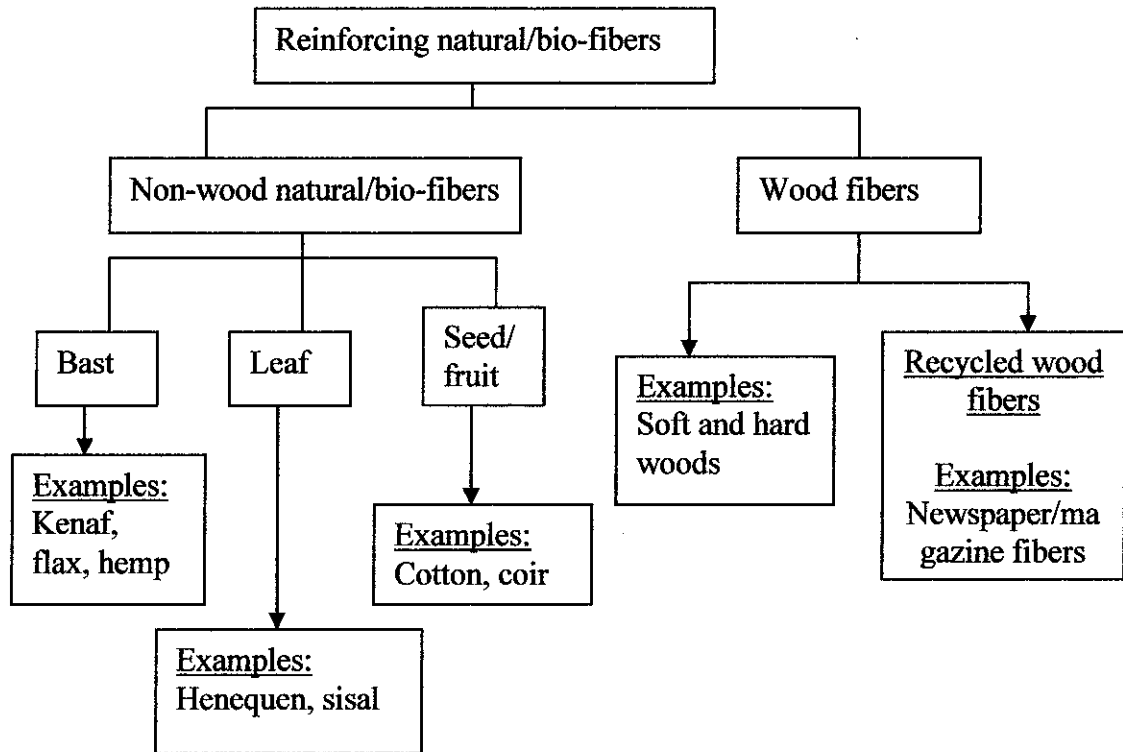 Reinforcing natural/bio-fibers
Non-wood natural/bio-fibers
Wood fibers
Bast
Leaf
Seed/
fruit
Examples:
Kenaf,
flax, hemp
Examples:
Henequen, sisal
Examples:
Cotton, coir
Examples:
Soft and hard
woods
Recycled wood
fibers
Examples:
Newspaper/ma
gazine fibers